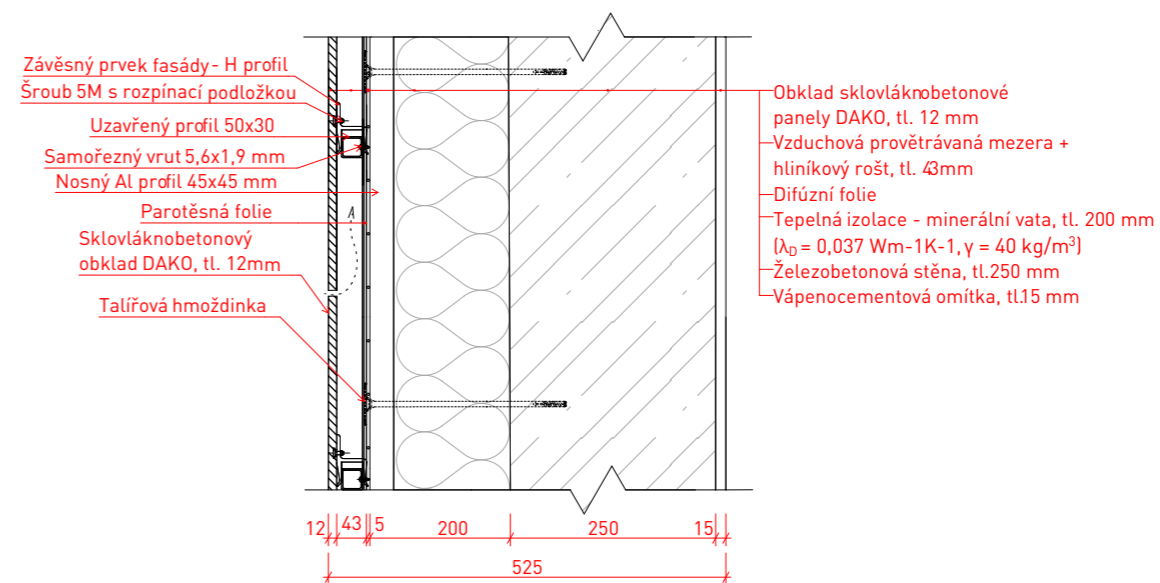 Závěsný prvek fasády- H profil
Šroub 5M s rozpínací podložkou
Uzavřený profil 50x30
Samořezný vrut 5,6x1,9 mm
Nosný Al profil 45x45 mm
Parotěsná folie
Sklovláknobetonový
obklad DAKO, tl. 12mm
Talířová hmoždinka
A
Obklad sklovláknobetonové
panely DAKO, tl. 12 mm
Vzduchová provětrávaná mezera +
hliníkový rošt, tl. 43mm
Difúzní folie
Tepelná izolace - minerální vata, tl. 200 mm
(λD = 0,037 Wm-1K-1, γ = 40 kg/m³)
Železobetonová stěna, tl.250 mm
Vápenocementová omítka, tl.15 mm
12 43 5 200 250 15
525